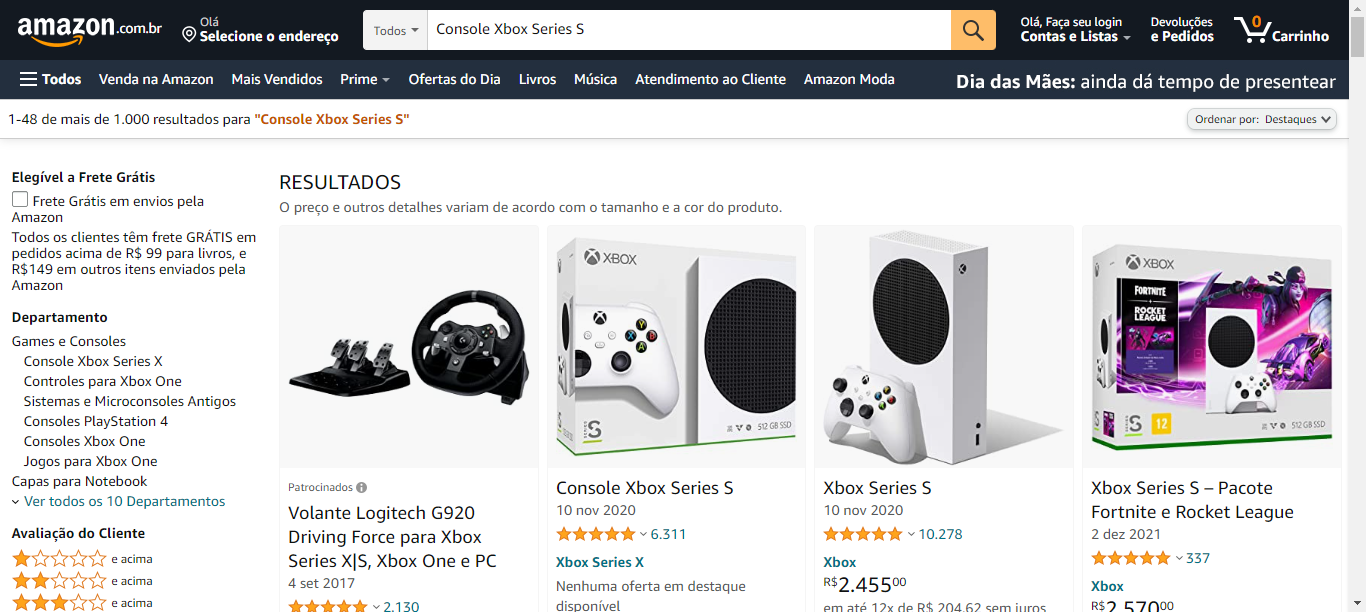 amazon.com.br
Olá
Selecione o endereço
Todos
Console Xbox Series S
Olá, Faça seu login
Contas e Listas
Devoluções
e Pedidos
0
Carrinho
Todos
Venda na Amazon
Mais Vendidos
Prime
Ofertas do Dia
Livros
Música
Atendimento ao Cliente
Amazon Moda
Dia das Mães: ainda dá tempo de presentear
1-48 de mais de 1.000 resultados para "Console Xbox Series S"
Ordenar por: Destaques
Elegível a Frete Grátis
Frete Grátis em envios pela
Amazon
Todos os clientes têm frete GRÁTIS em
pedidos acima de R$ 99 para livros, e
R$149 em outros itens enviados pela
Amazon
Departamento
Games e Consoles
Console Xbox Series X
Controles para Xbox One
Sistemas e Microconsoles Antigos
Consoles PlayStation 4
Consoles Xbox One
Jogos para Xbox One
Capas para Notebook
Ver todos os 10 Departamentos
Avaliação do Cliente
e acima
e acima
e acima
RESULTADOS
O preço e outros detalhes variam de acordo com o tamanho e a cor do produto.
Patrocinados
Volante Logitech G920
Driving Force para Xbox
Series X|S, Xbox One e PC
4 set 2017
2.130
XBOX
Y
X
B
A
SERIES
S
512 GB SSD
Console Xbox Series S
10 nov 2020
6.311
Xbox Series X
Nenhuma oferta em destaque
disponível
Xbox Series S
10 nov 2020
10.278
Xbox
R$2.45500
em até 12x de R$ 204,62 sem juros
XBOX
FORTNITE
+
ROCKET
LEAGUE
SERIES
S
12
512 GB SSD
Xbox Series S – Pacote
Fortnite e Rocket League
2 dez 2021
337
Xbox
R$2.57000